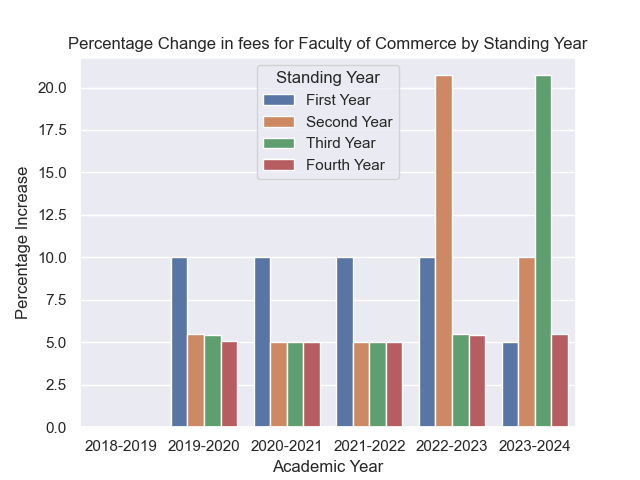 Percentage Change in fees for Faculty of Commerce by Standing Year
Standing Year
First Year
Second Year
Third Year
Fourth Year
Percentage Increase
20.0
17.5
15.0
12.5
10.0
7.5
5.0
2.5
0.0
2018-2019 2019-2020 2020-2021 2021-2022 2022-2023 2023-2024
Academic Year